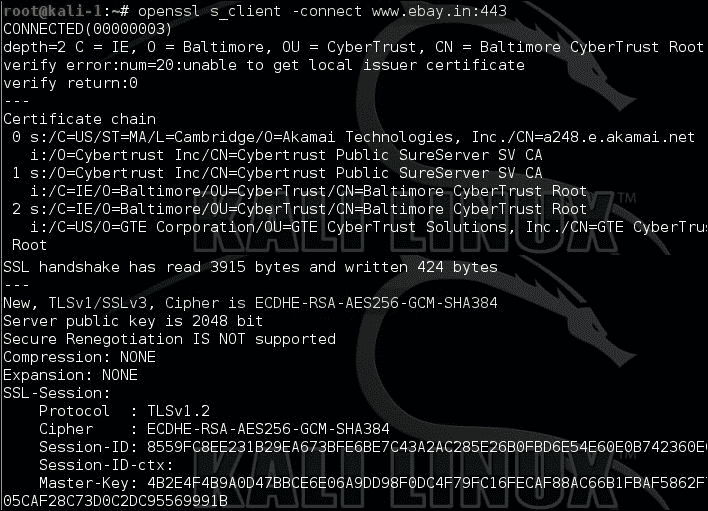 root@kali-1:~# openssl s_client -connect www.ebay.in:443
CONNECTED(00000003)
depth=2 C = IE, O = Baltimore, OU = CyberTrust, CN = Baltimore CyberTrust Root
verify error:num=20:unable to get local issuer certificate
verify return:0
---
Certificate chain
 0 s:/C=US/ST=MA/L=Cambridge/O=Akamai Technologies, Inc./CN=a248.e.akamai.net
   i:/O=Cybertrust Inc/CN=Cybertrust Public SureServer SV CA
 1 s:/O=Cybertrust Inc/CN=Cybertrust Public SureServer SV CA
   i:/C=IE/O=Baltimore/OU=CyberTrust/CN=Baltimore CyberTrust Root
 2 s:/C=IE/O=Baltimore/OU=CyberTrust/CN=Baltimore CyberTrust Root
   i:/C=US/O=GTE Corporation/OU=GTE CyberTrust Solutions, Inc./CN=GTE CyberTrus
 Root
KALI LINUX™
SSL handshake has read 3915 bytes and written 424 bytes
---
New, TLSv1/SSLv3, Cipher is ECDHE-RSA-AES256-GCM-SHA384
Server public key is 2048 bit
Secure Renegotiation IS NOT supported
Compression: NONE
Expansion: NONE
SSL-Session:
    Protocol  : TLSv1.2
    Cipher    : ECDHE-RSA-AES256-GCM-SHA384
    Session-ID: 8559FC8EE231B29EA673BFE6BE7C43A2AC285E26B0FBD6E54E60E0B742360E
    Session-ID-ctx:
    Master-Key: 4B2E4F4B9A0D47BBCE6E06A9DD98F0DC4F79FC16FECAF88AC66B1FBAF5862F
05CAF28C73D0C2DC95569991B
KALI LINUX™